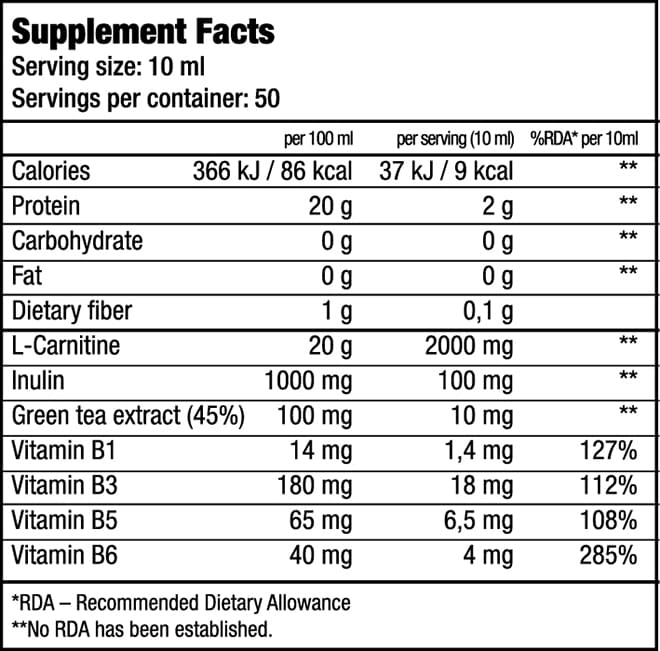 Supplement Facts
Serving size: 10 ml
Servings per container: 50
per 100 ml per serving (10 ml) %RDA* per 10ml
Calories 366 kJ / 86 kcal 37 kJ / 9 kcal **
Protein 20 g 2 g **
Carbohydrate 0 g 0 g **
Fat 0 g 0 g **
Dietary fiber 1 g 0,1 g
L-Carnitine 20 g 2000 mg **
Inulin 1000 mg 100 mg **
Green tea extract (45%) 100 mg 10 mg **
Vitamin B1 14 mg 1,4 mg 127%
Vitamin B3 180 mg 18 mg 112%
Vitamin B5 65 mg 6,5 mg 108%
Vitamin B6 40 mg 4 mg 285%
*RDA – Recommended Dietary Allowance
**No RDA has been established.